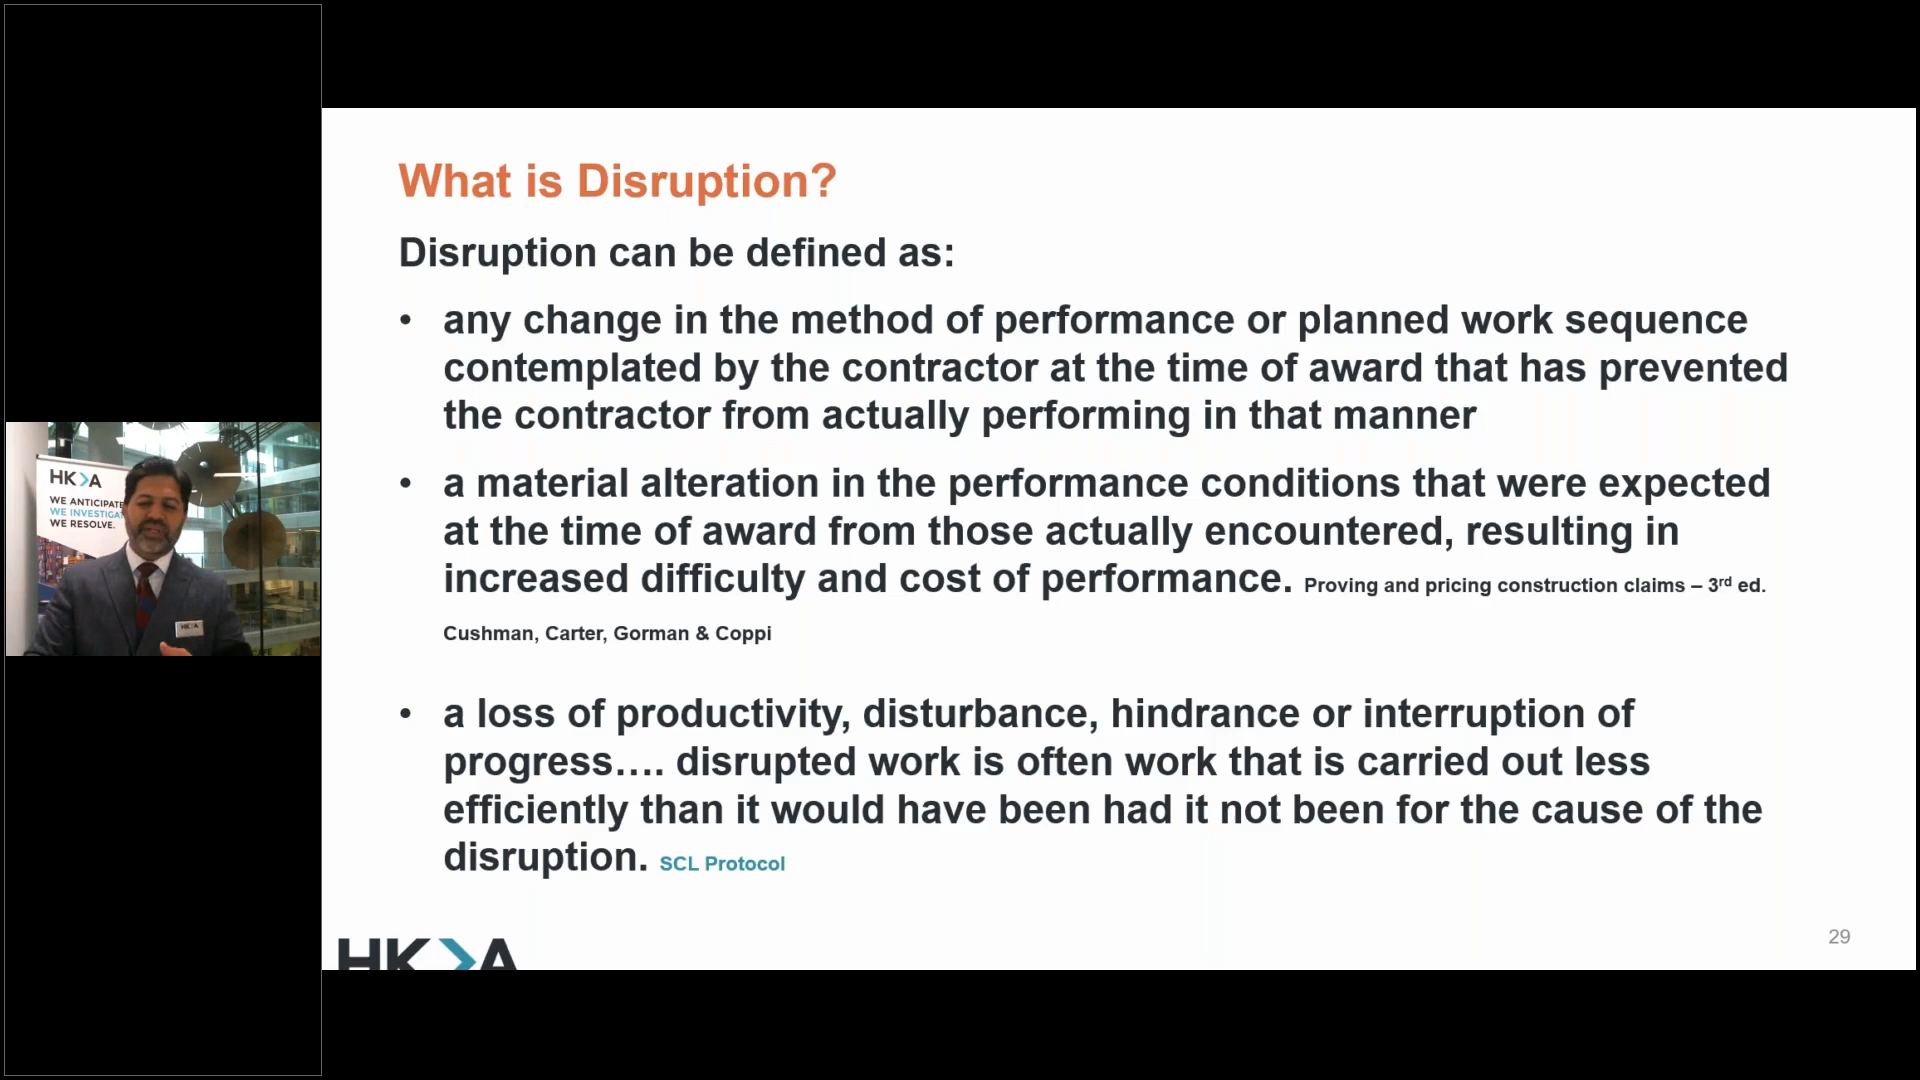 What is Disruption?
Disruption can be defined as:
• any change in the method of performance or planned work sequence
contemplated by the contractor at the time of award that has prevented
the contractor from actually performing in that manner
• a material alteration in the performance conditions that were expected
at the time of award from those actually encountered, resulting in
increased difficulty and cost of performance. Proving and pricing construction claims – 3rd ed.
Cushman, Carter, Gorman & Coppi
• a loss of productivity, disturbance, hindrance or interruption of
progress…. disrupted work is often work that is carried out less
efficiently than it would have been had it not been for the cause of the
disruption. SCL Protocol
HK>A
29
HK>A
WE ANTICIPATE
WE INVESTIGA
WE RESOLVE.
HK>A